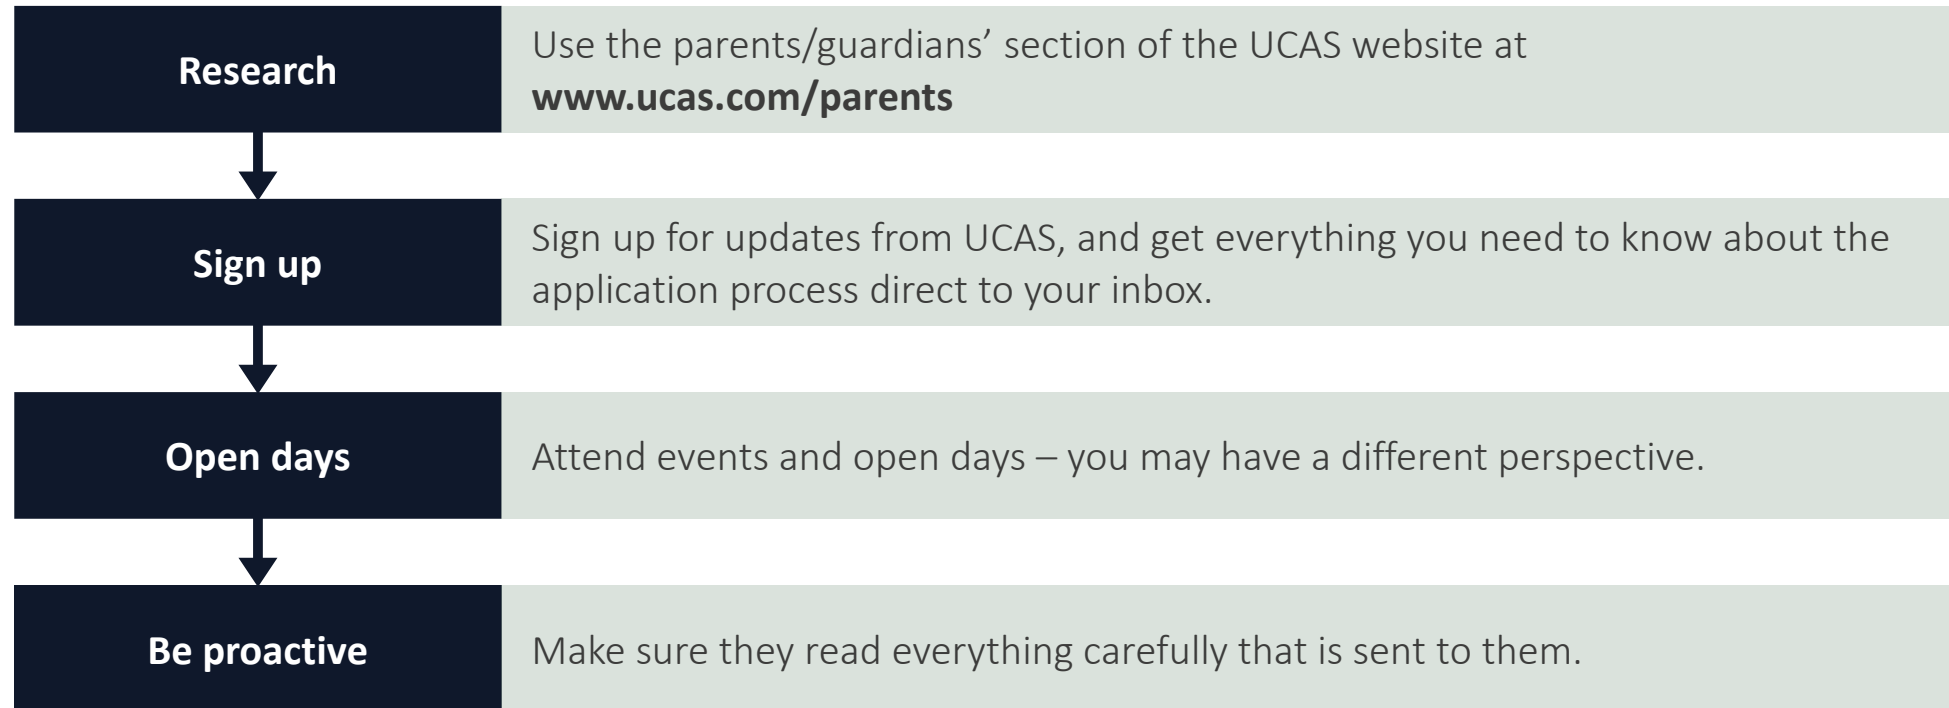 Research
Use the parents/guardians’ section of the UCAS website at
www.ucas.com/parents
Sign up
Sign up for updates from UCAS, and get everything you need to know about the
application process direct to your inbox.
Open days
Attend events and open days – you may have a different perspective.
Be proactive
Make sure they read everything carefully that is sent to them.